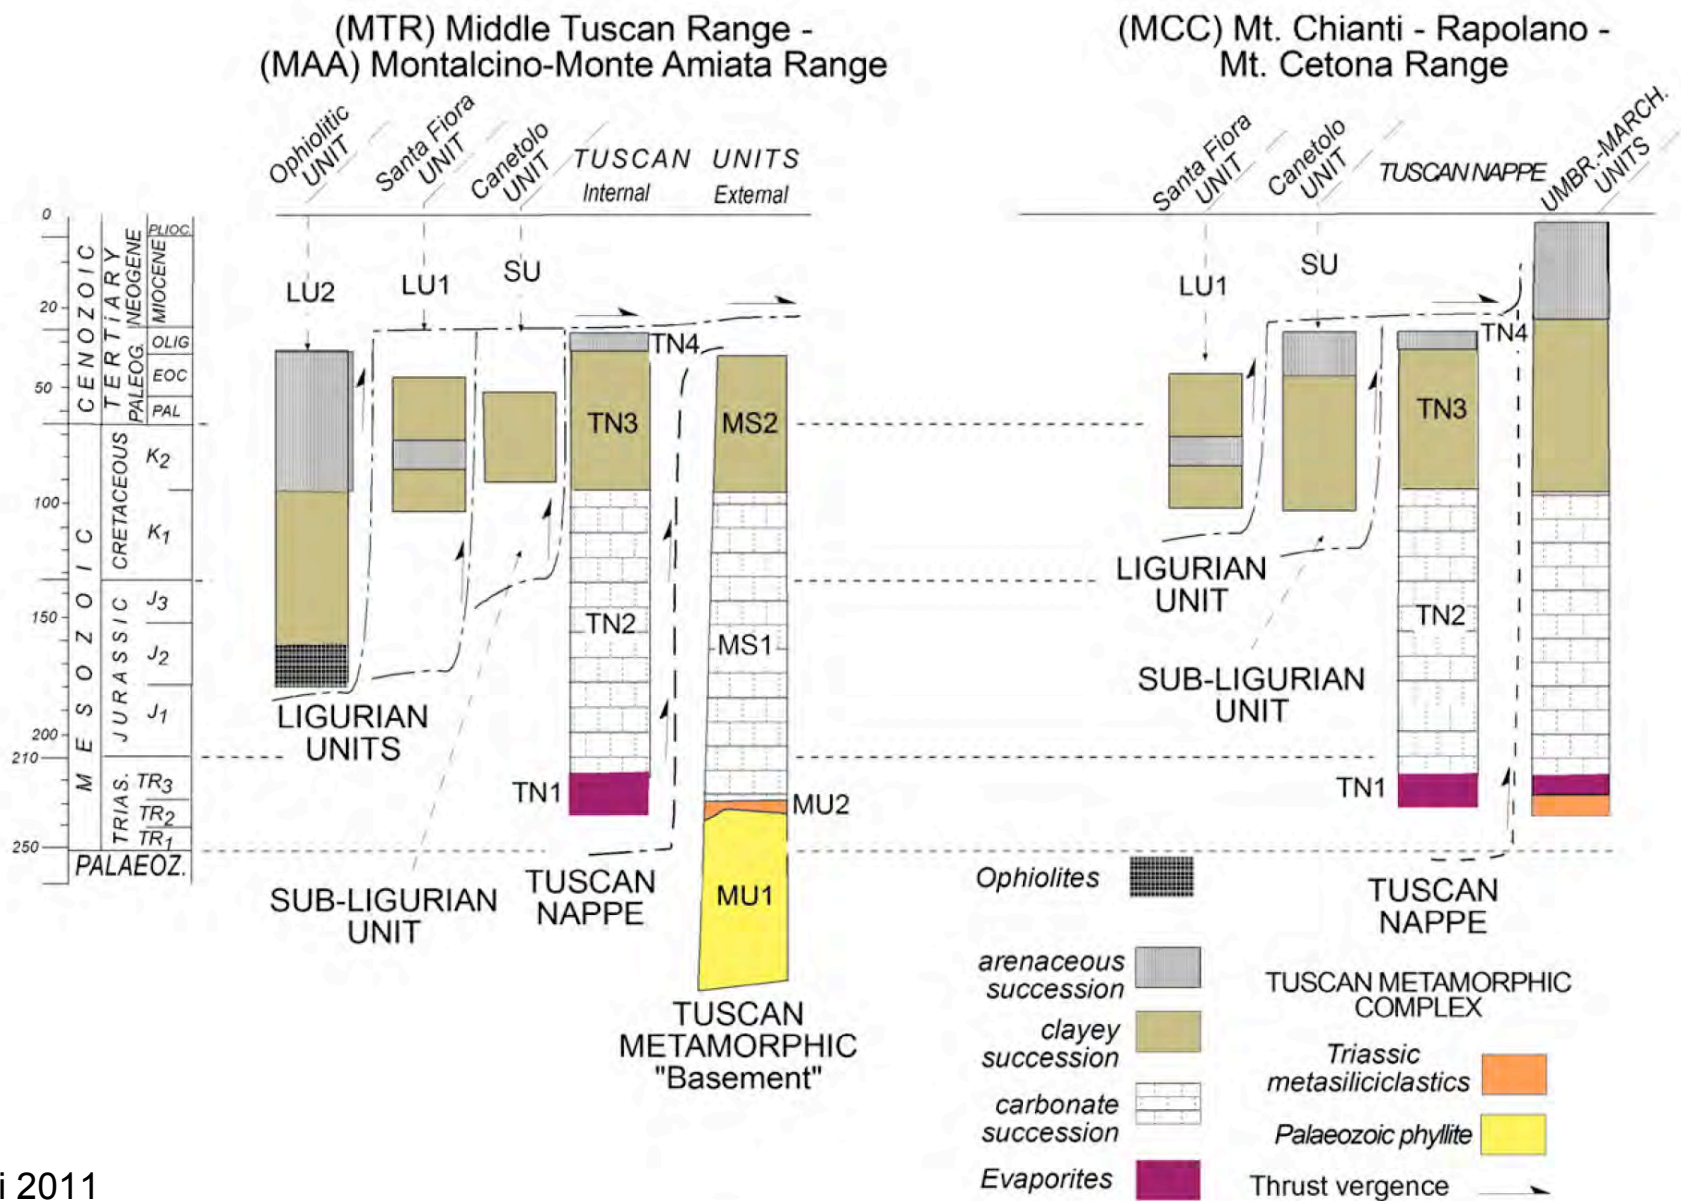 (MTR) Middle Tuscan Range -
(MAA) Montalcino-Monte Amiata Range
(MCC) Mt. Chianti - Rapolano -
Mt. Cetona Range
Ophiolitic
UNIT
Santa Fiora
UNIT
Canetolo
UNIT
TUSCAN UNITS
Internal
External
Santa Fiora
UNIT
Canetolo
UNIT
TUSCAN NAPPE
UMBR.-MARCH.
UNITS
0
20
50
100
150
200
210
250
CENOZOIC
MESOZOIC
TERTiARY
PALEOG. NEOGENE
CRETACEOUS
JURASSIC
TRIAS.
PLIOC.
MIOCENE
OLIG
EOC
PAL
K2
K1
J3
J2
J1
TR3
TR2
TR1
PALAEOZ.
LU2
LU1
SU
TN4
TN3
MS2
TN2
MS1
TN1
MU2
MU1
LIGURIAN
UNITS
SUB-LIGURIAN
UNIT
TUSCAN
NAPPE
TUSCAN
METAMORPHIC
"Basement"
LU1
SU
TN4
TN3
TN2
TN1
LIGURIAN
UNIT
SUB-LIGURIAN
UNIT
TUSCAN
NAPPE
Ophiolites
arenaceous
succession
clayey
succession
carbonate
succession
Evaporites
TUSCAN METAMORPHIC
COMPLEX
Triassic
metasiliciclastics
Palaeozoic phyllite
Thrust vergence
i 2011